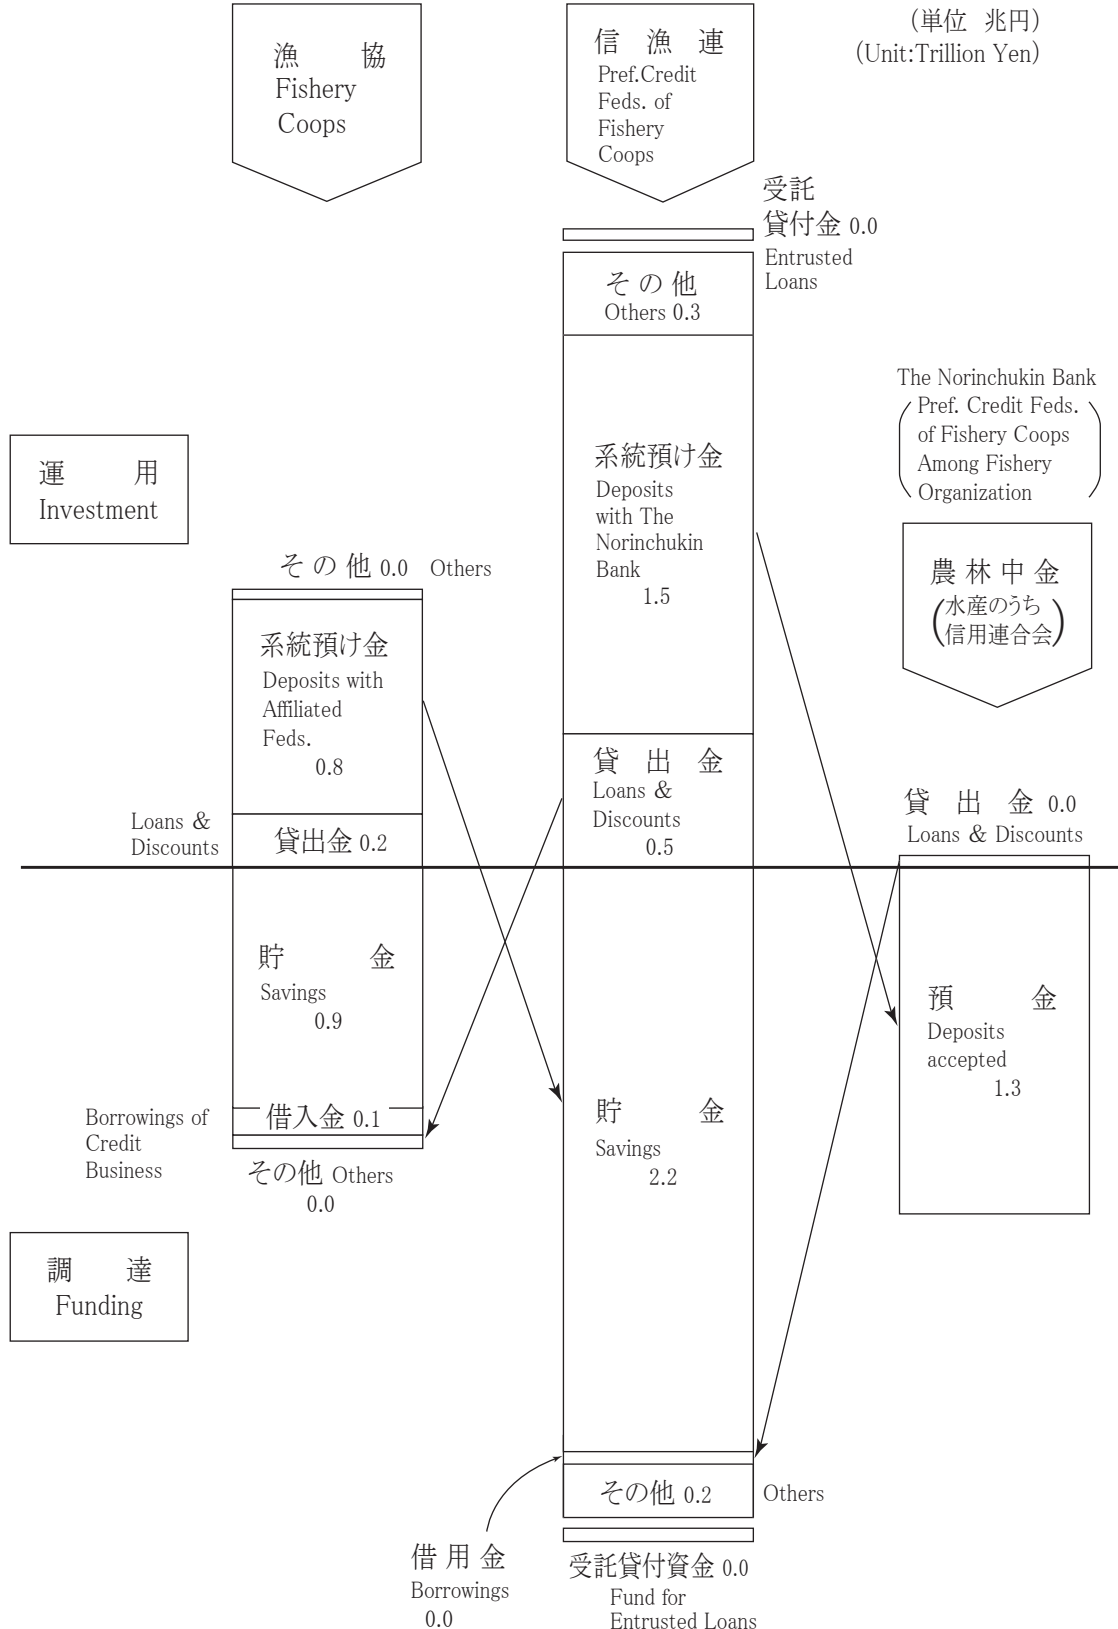 （単位 兆円）
(Unit:Trillion Yen)
漁 協
Fishery
Coops
信 漁 連
Pref.Credit
Feds. of
Fishery
Coops
受託
貸付金 0.0
Entrusted
Loans
その他
Others 0.3
系統預け金
Deposits
with The
Norinchukin
Bank
1.5
貸 出 金
Loans &
Discounts
0.5
The Norinchukin Bank
Pref. Credit Feds.
of Fishery Coops
Among Fishery
Organization
農林中金
(水産のうち
信用連合会)
運 用
Investment
その他 0.0 Others
系統預け金
Deposits with
Affiliated
Feds.
0.8
Loans &
Discounts
貸出金 0.2
貸 出 金 0.0
Loans & Discounts
貯 金
Savings
0.9
預 金
Deposits
accepted
1.3
Borrowings of
Credit
Business
借入金 0.1
その他 Others
0.0
貯 金
Savings
2.2
調 達
Funding
その他 0.2
Others
借用金
Borrowings
0.0
受託貸付資金 0.0
Fund for
Entrusted Loans